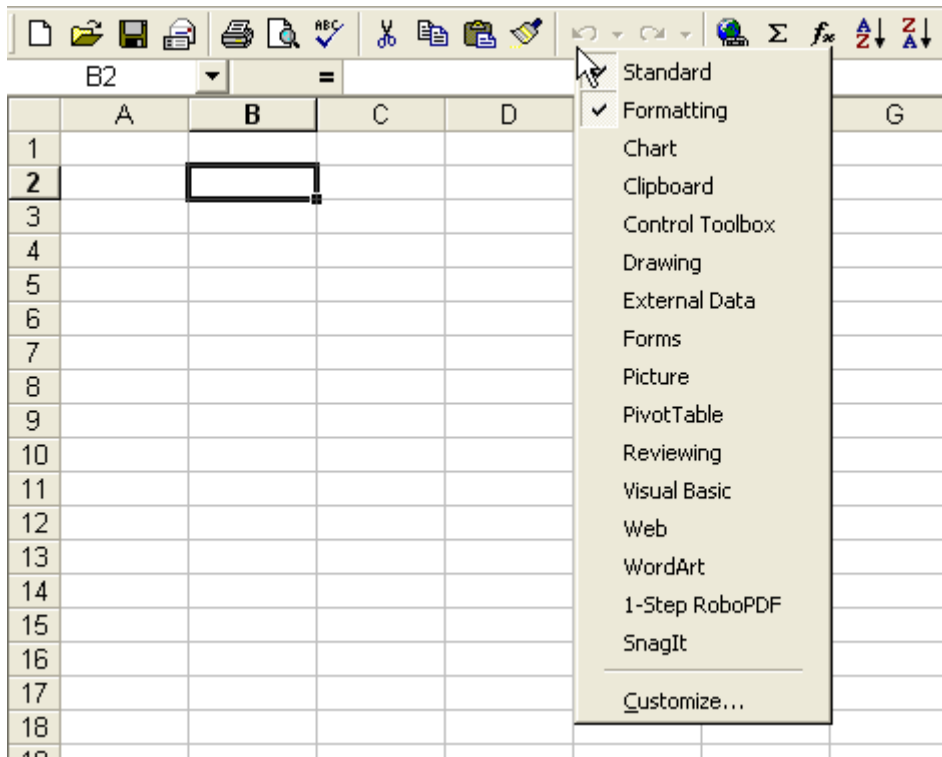 ABC Σ fx A Z Z A
B2 =
A B C D G
Standard
Formatting
Chart
Clipboard
Control Toolbox
Drawing
External Data
Forms
Picture
PivotTable
Reviewing
Visual Basic
Web
WordArt
1-Step RoboPDF
SnagIt
Customize...
1
2
3
4
5
6
7
8
9
10
11
12
13
14
15
16
17
18